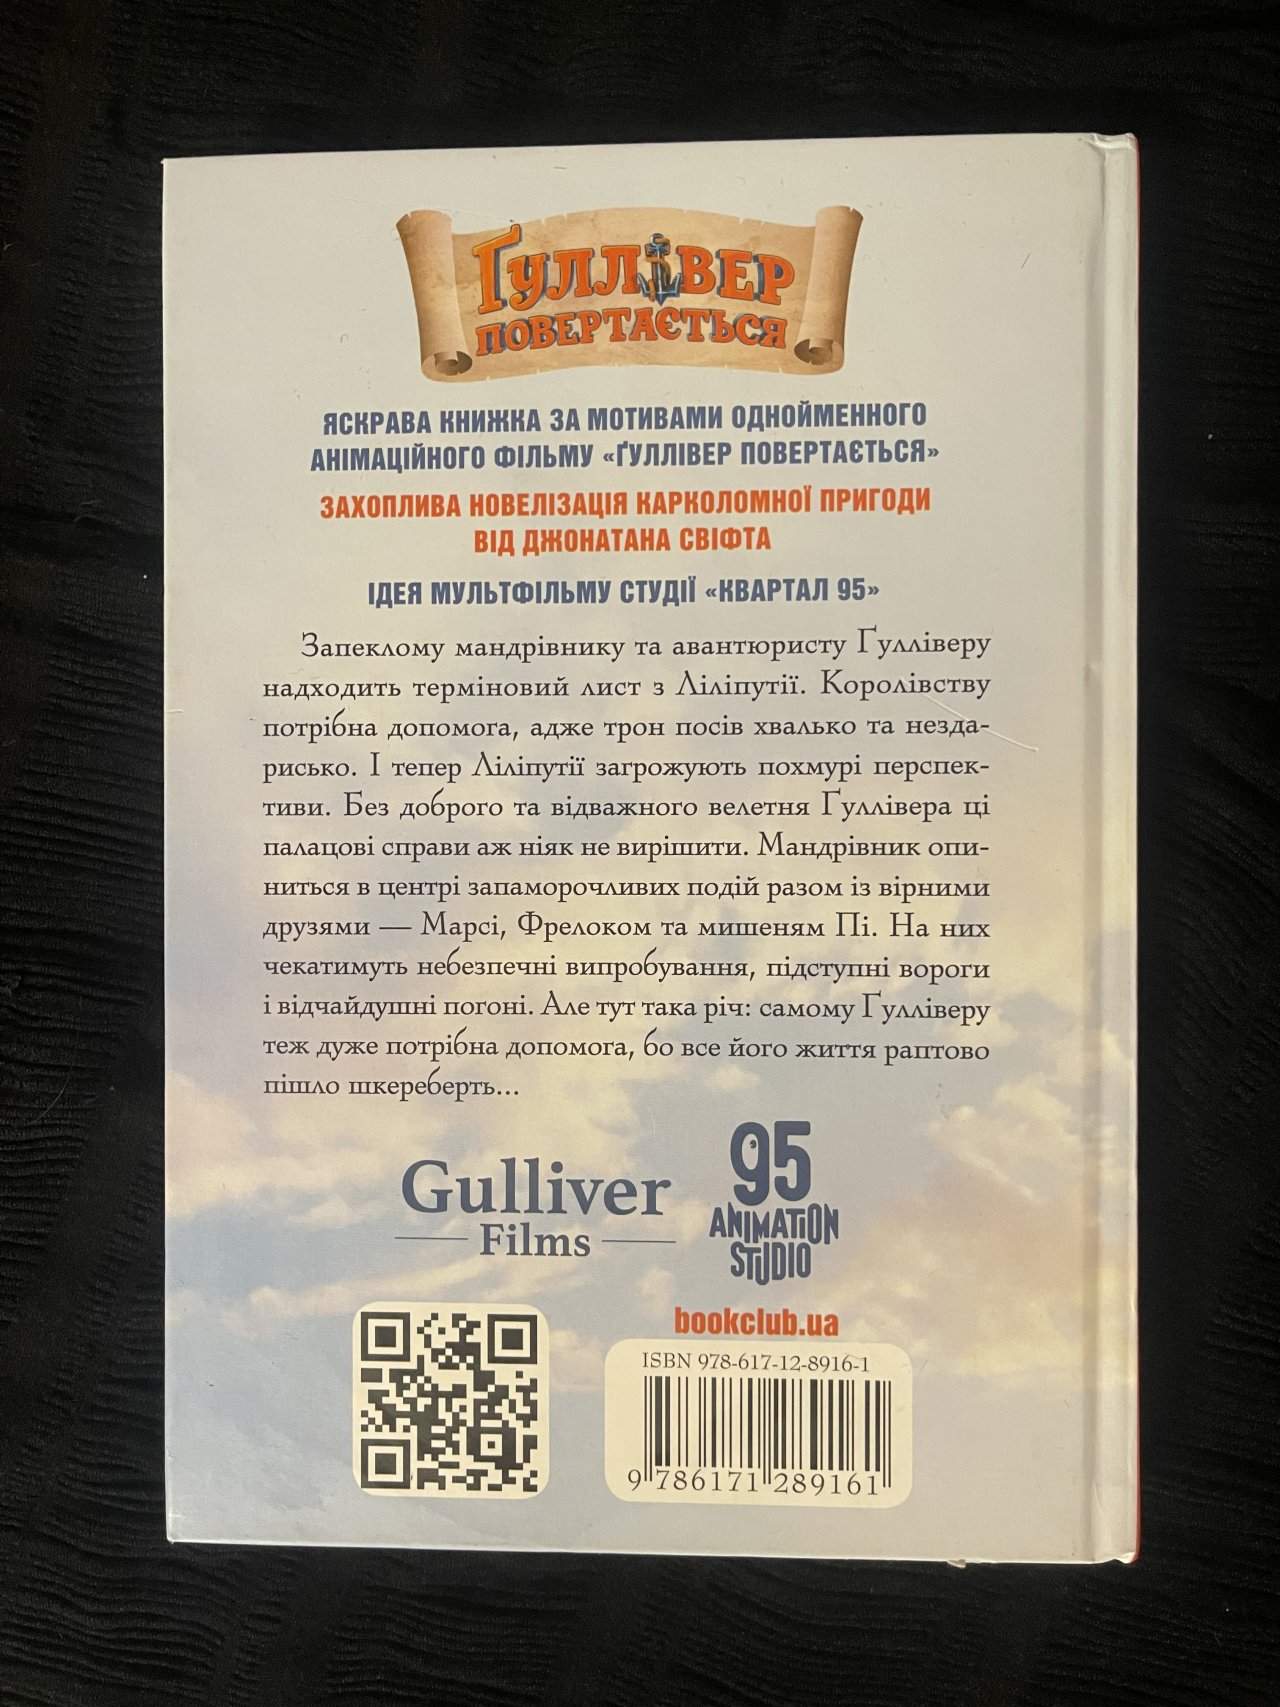 ҐУЛЛІВЕР
ПОВЕРТАЄТЬСЯ
ЯСКРАВА КНИЖКА ЗА МОТИВАМИ ОДНОЙМЕННОГО
АНІМАЦІЙНОГО ФІЛЬМУ «ҐУЛЛІВЕР ПОВЕРТАЄТЬСЯ»
ЗАХОПЛИВА НОВЕЛІЗАЦІЯ КАРКОЛОМНОЇ ПРИГОДИ
ВІД ДЖОНАТАНА СВІФТА
ІДЕЯ МУЛЬТФІЛЬМУ СТУДІЇ «КВАРТАЛ 95»
Запеклому мандрівнику та авантюристу Ґуллівeру
надходить терміновий лист з Ліліпутії. Королівству
потрібна допомога, адже трон посів хвалько та незда-
рисько. І тепер Ліліпутії загрожують похмурі перспек-
тиви. Без доброго та відважного велетня Ґуллівера ці
палацові справи аж ніяк не вирішити. Мандрівник опи-
ниться в центрі запаморочливих подій разом із вірними
друзями — Марсі, Фрелоком та мишеням Пі. На них
чекатимуть небезпечні випробування, підступні вороги
і відчайдушні погоні. Але тут така річ: самому Ґулліверу
теж дуже потрібна допомога, бо все його життя раптово
пішло шкереберть...
Gulliver
Films
95
ANIMATION
STUDIO
bookclub.ua
ISBN 978-617-12-8916-1
9 786171 289161